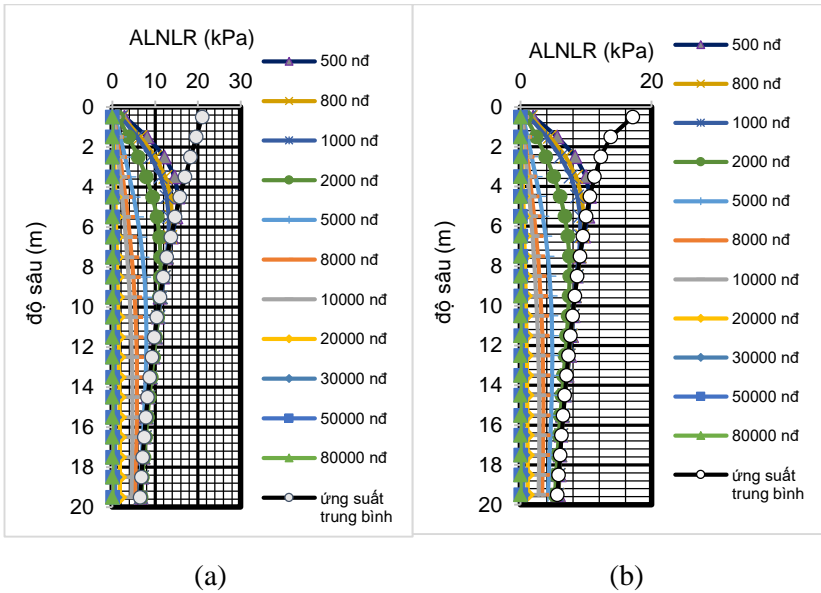 ALNLR (kPa)
0 10 20 30
0
2
4
6
8
10
12
14
16
18
20
độ sâu (m)
500 nđ
800 nđ
1000 nđ
2000 nđ
5000 nđ
8000 nđ
10000 nđ
20000 nđ
30000 nđ
50000 nđ
80000 nđ
ứng suất
trung bình
(a)
ALNLR (kPa)
0 20
0
2
4
6
8
10
12
14
16
18
20
độ sâu (m)
500 nđ
800 nđ
1000 nđ
2000 nđ
5000 nđ
8000 nđ
10000 nđ
20000 nđ
30000 nđ
50000 nđ
80000 nđ
ứng suất
trung bình
(b)